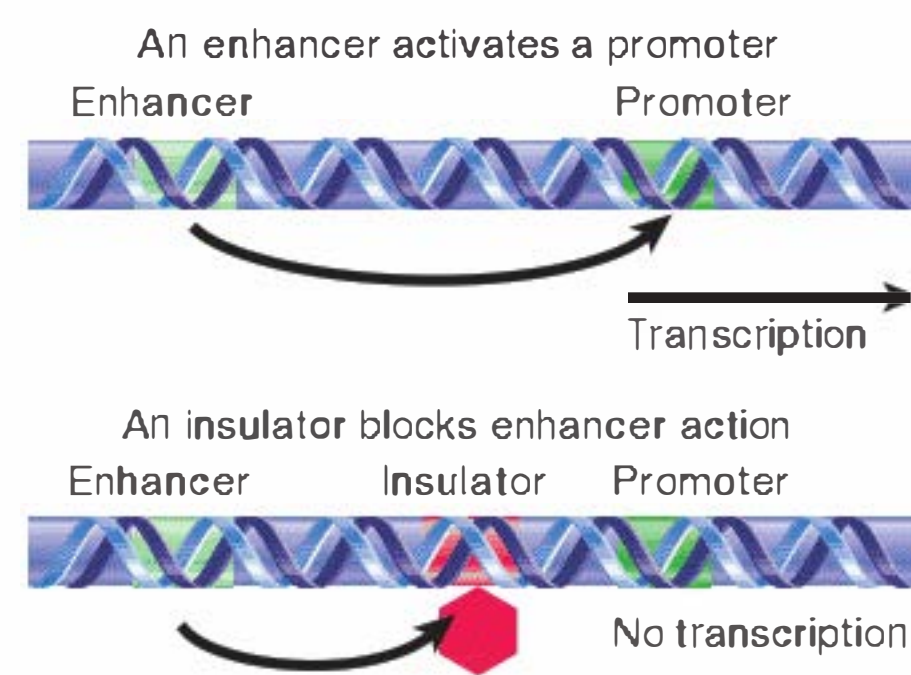 An enhancer activates a promoter
Enhancer Promoter
Transcription
An insulator blocks enhancer action
Enhancer Insulator Promoter
No transcription